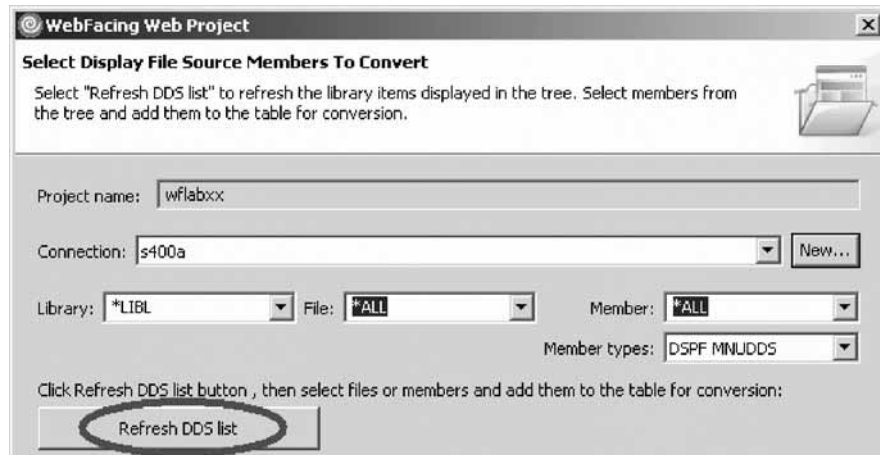 WebFacing Web Project
Select Display File Source Members To Convert
Select "Refresh DDS list" to refresh the library items displayed in the tree. Select members from
the tree and add them to the table for conversion.
Project name: wflabxx
Connection: s400a New...
Library: *LIBL File: *ALL Member: *ALL
Member types: DSPF MNUDDS
Click Refresh DDS list button , then select files or members and add them to the table for conversion:
Refresh DDS list